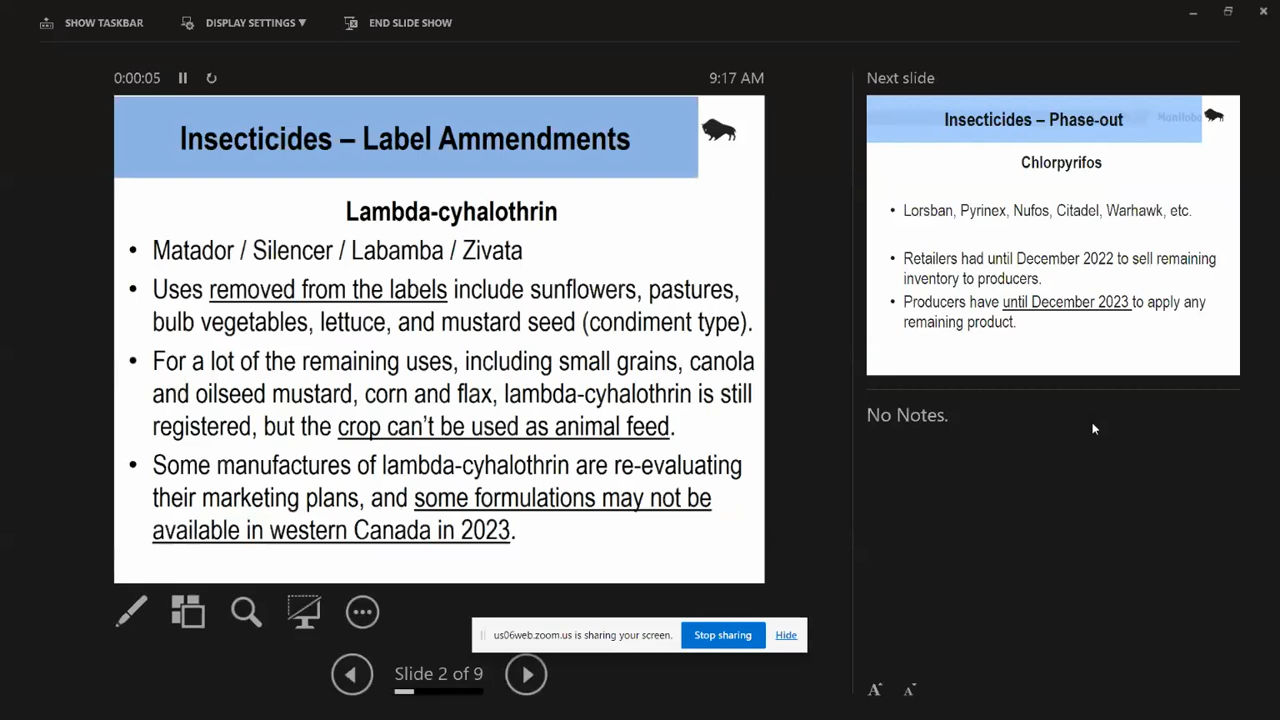 SHOW TASKBAR
DISPLAY SETTINGS ▼
END SLIDE SHOW
0:00:05
9:17 AM
Insecticides – Label Ammendments
Lambda-cyhalothrin
• Matador / Silencer / Labamba / Zivata
• Uses removed from the labels include sunflowers, pastures,
bulb vegetables, lettuce, and mustard seed (condiment type).
• For a lot of the remaining uses, including small grains, canola
and oilseed mustard, corn and flax, lambda-cyhalothrin is still
registered, but the crop can’t be used as animal feed.
• Some manufactures of lambda-cyhalothrin are re-evaluating
their marketing plans, and some formulations may not be
available in western Canada in 2023.
us06web.zoom.us is sharing your screen.
Stop sharing
Hide
Slide 2 of 9
Next slide
Insecticides – Phase-out
Manitoba
Chlorpyrifos
• Lorsban, Pyrinex, Nufos, Citadel, Warhawk, etc.
• Retailers had until December 2022 to sell remaining
inventory to producers.
• Producers have until December 2023 to apply any
remaining product.
No Notes.
A A